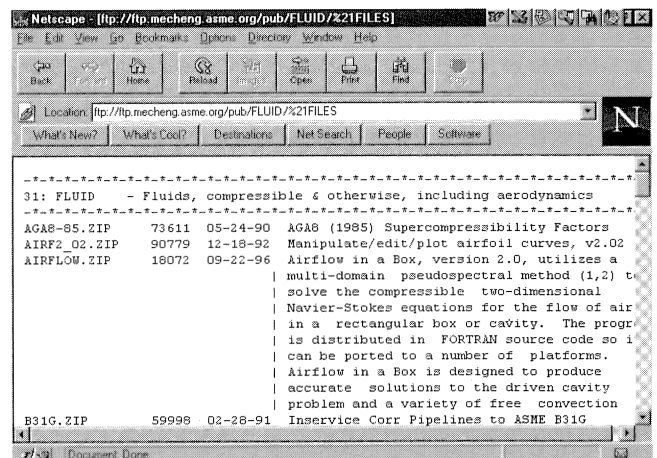 Netscape - [ftp://ftp.mecheng.asme.org/pub/FLUID/%21FILES]
File Edit View Go Bookmarks Options Directory Window Help
Back Forward Home Reload Images Open Print Find Stop
Location: ftp://ftp.mecheng.asme.org/pub/FLUID/%21FILES
N
What's New? What's Cool? Destinations Net Search People Software
-*-*-*-*-*-*-*-*-*-*-*-*-*-*-*-*-*-*-*-*-*-*-*-*-*-*-*-*-*-*-*-*-*-*-*-*-*-
31: FLUID - Fluids, compressible & otherwise, including aerodynamics
-*-*-*-*-*-*-*-*-*-*-*-*-*-*-*-*-*-*-*-*-*-*-*-*-*-*-*-*-*-*-*-*-*-*-*-*-*-
AGA8-85.ZIP 73611 05-24-90 AGA8 (1985) Supercompressibility Factors
AIRF2_02.ZIP 90779 12-18-92 Manipulate/edit/plot airfoil curves, v2.02
AIRFLOW.ZIP 18072 09-22-96 Airflow in a Box, version 2.0, utilizes a
| multi-domain pseudospectral method (1,2) t
| solve the compressible two-dimensional
| Navier-Stokes equations for the flow of air
| in a rectangular box or cavity. The progr
| is distributed in FORTRAN source code so i
| can be ported to a number of platforms.
| Airflow in a Box is designed to produce
| accurate solutions to the driven cavity
| problem and a variety of free convection
B31G.ZIP 59998 02-28-91 Inservice Corr Pipelines to ASME B31G
Document: Done